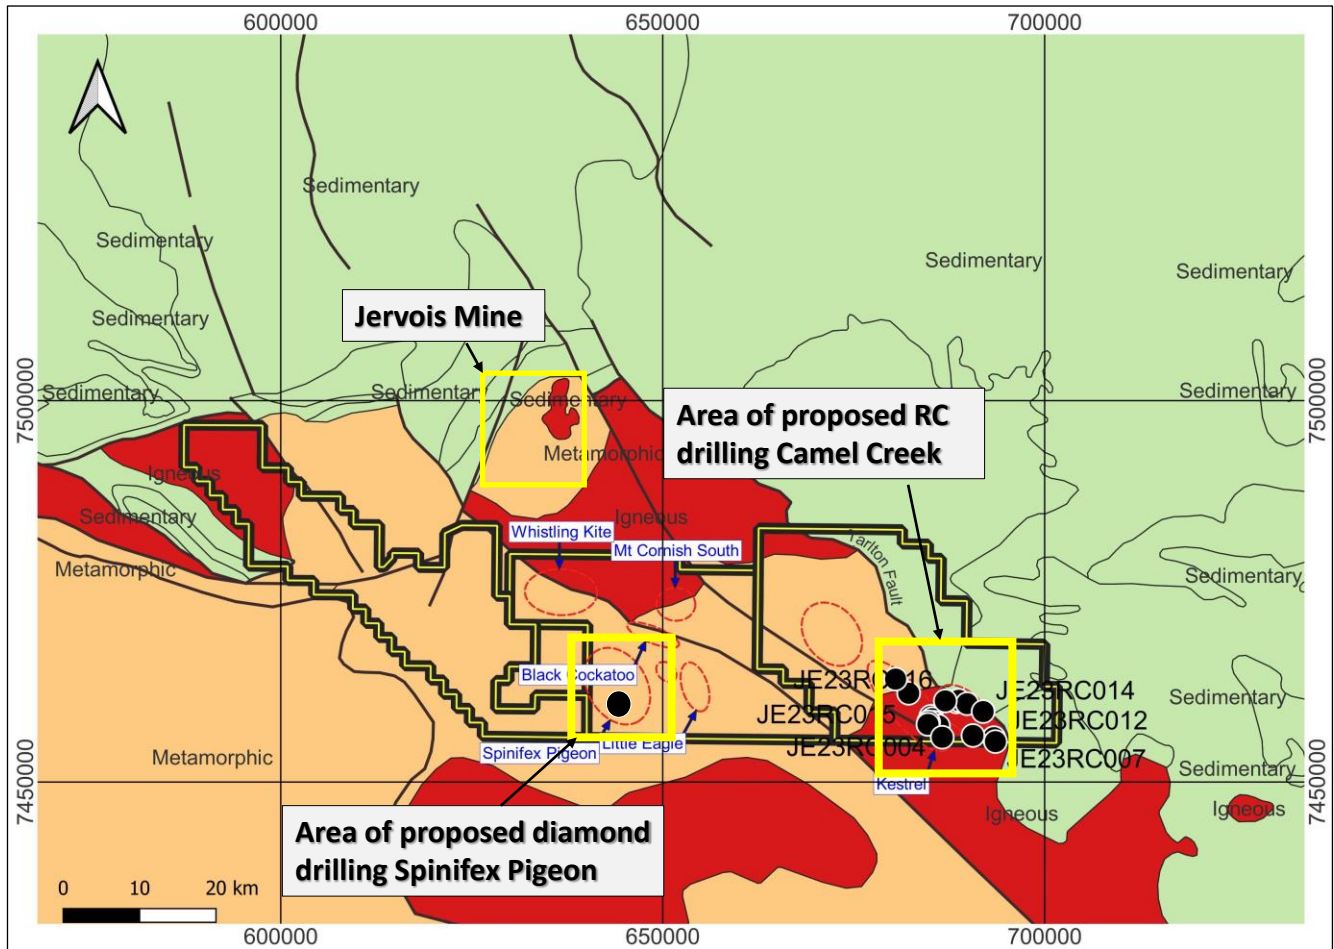 600000
650000
700000
Sedimentary
Sedimentary
Sedimentary
Sedimentary
Jervois Mine
Sedimentary
7500000
7500000
Sedimentary
Sedimentary
Sedimentary
Sedimentary
Area of proposed RC
drilling Camel Creek
Metamorphic
Igneous
Sedimentary
Igneous
Whistling Kite
Mt Cornish South
Tarlton Fault
Metamorphic
Sedimentary
Black Cockatoo
JE23RC016
JE23RC014
Sedimentary
JE23RC015
JE23RC012
Metamorphic
Spinifex Pigeon
Little Eagle
JE23RC004
JE23RC007
Sedimentary
Kestrel
7450000
7450000
Igneous
Igneous
Area of proposed diamond
drilling Spinifex Pigeon
0 10 20 km
600000
650000
700000